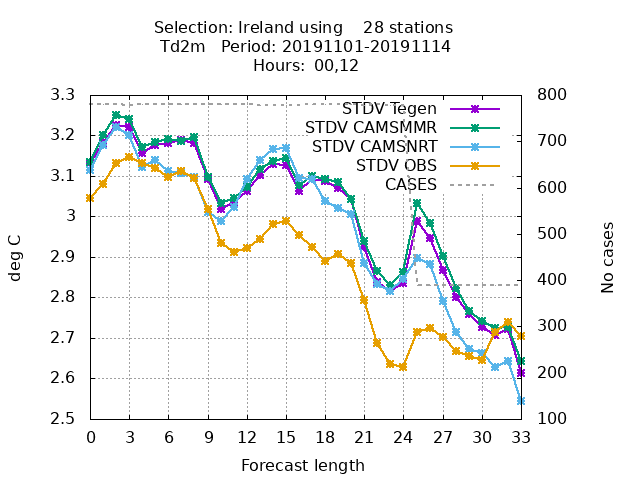 Selection: Ireland using    28 stations
Td2m   Period: 20191101-20191114
Hours:  00,12
3.3
3.2
3.1
3
2.9
2.8
2.7
2.6
2.5
deg C
STDV Tegen
STDV CAMSMMR
STDV CAMSNRT
STDV OBS
CASES
800
700
600
500
400
300
200
100
No cases
0 3 6 9 12 15 18 21 24 27 30 33
Forecast length